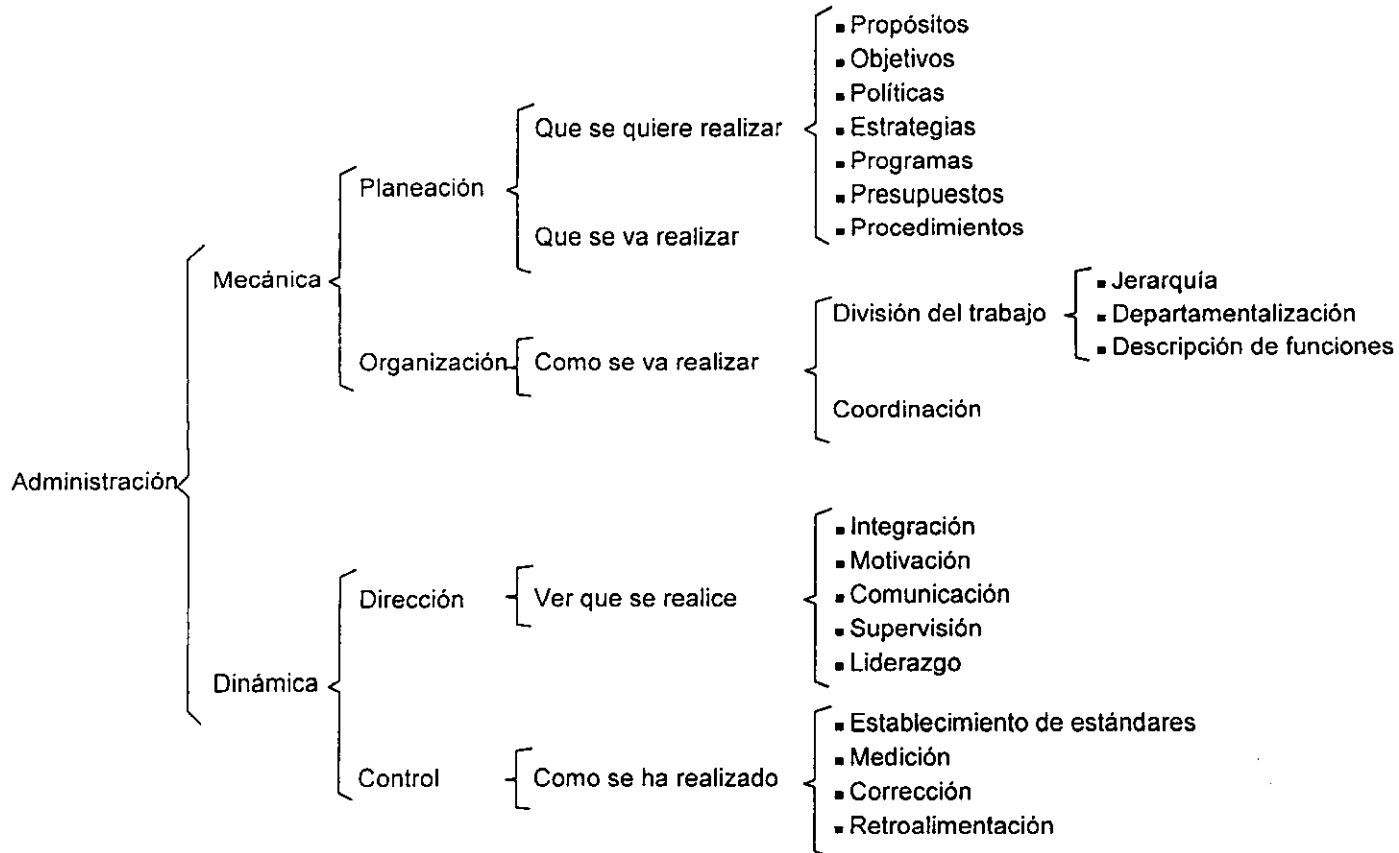 Administración
Mecánica
Planeación
Que se quiere realizar
Que se va realizar
▪ Propósitos
▪ Objetivos
▪ Políticas
▪ Estrategias
▪ Programas
▪ Presupuestos
▪ Procedimientos
Organización
Como se va realizar
División del trabajo
▪ Jerarquía
▪ Departamentalización
▪ Descripción de funciones
Coordinación
Dinámica
Dirección
Ver que se realice
▪ Integración
▪ Motivación
▪ Comunicación
▪ Supervisión
▪ Liderazgo
Control
Como se ha realizado
▪ Establecimiento de estándares
▪ Medición
▪ Corrección
▪ Retroalimentación